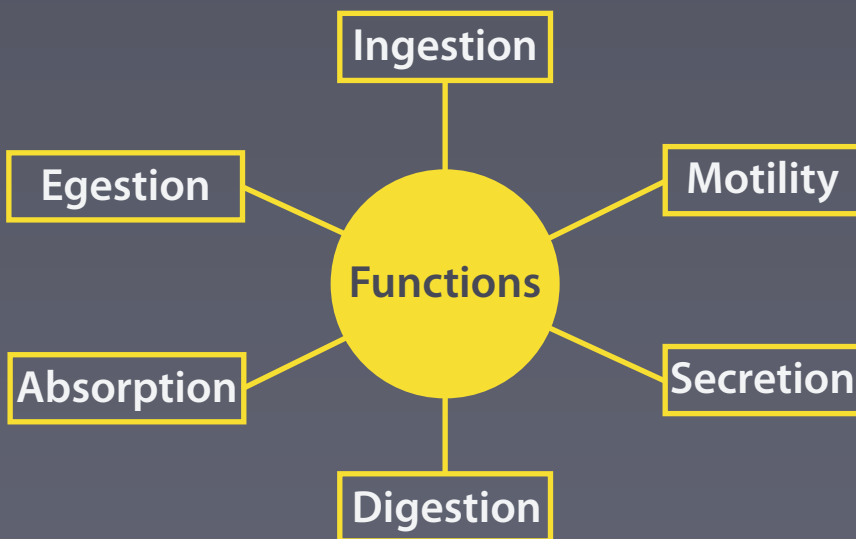 Ingestion
Egestion
Motility
Functions
Absorption
Secretion
Digestion